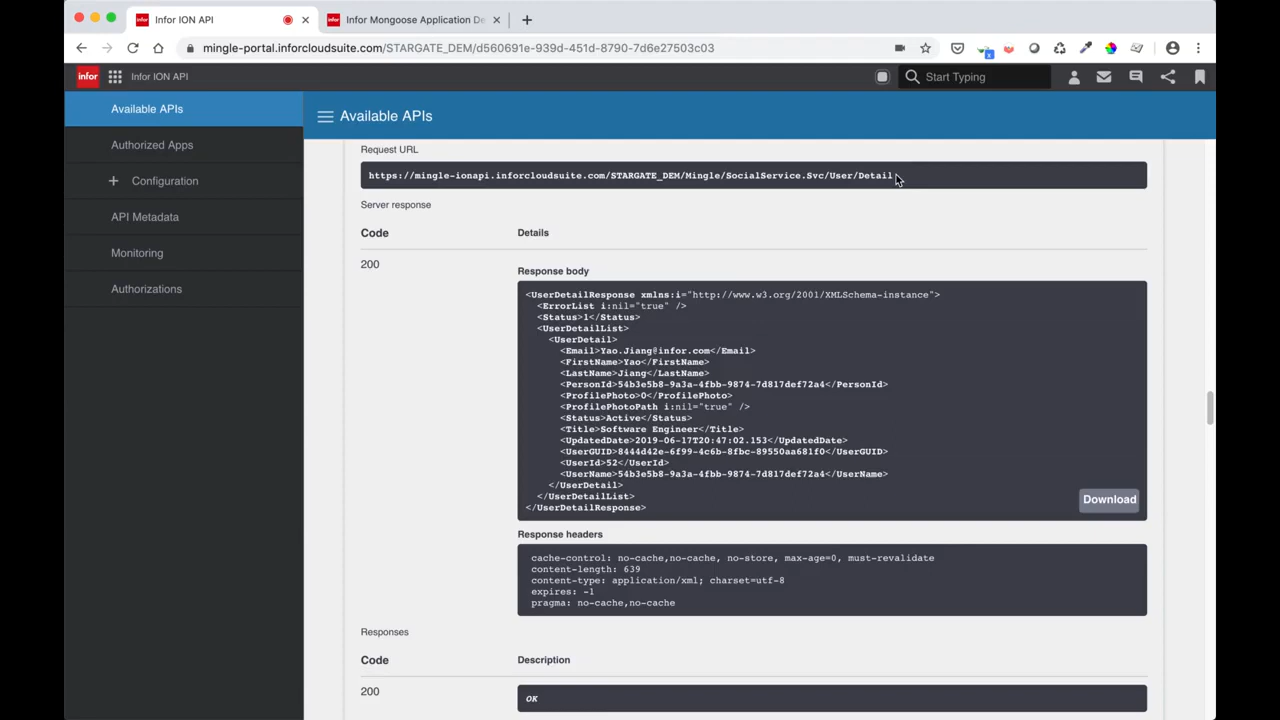 Infor ION API
Infor Mongoose Application De
mingle-portal.inforcloudsuite.com/STARGATE_DEM/d560691e-939d-451d-8790-7d6e27503c03
infor
Infor ION API
Start Typing
Available APIs
Authorized Apps
Configuration
API Metadata
Monitoring
Authorizations
Available APIs
Request URL
https://mingle-ionapi.inforcloudsuite.com/STARGATE_DEM/Mingle/SocialService.Svc/User/Detail
Server response
Code Details
200
Response body
<UserDetailResponse xmlns:i="http://www.w3.org/2001/XMLSchema-instance">
<ErrorList i:nil="true" />
<Status>1</Status>
<UserDetailList>
<UserDetail>
<Email>Yao.Jiang@infor.com</Email>
<FirstName>Yao</FirstName>
<LastName>Jiang</LastName>
<PersonId>54b3e5b8-9a3a-4fbb-9874-7d817def72a4</PersonId>
<ProfilePhoto>0</ProfilePhoto>
<ProfilePhotoPath i:nil="true" />
<Status>Active</Status>
<Title>Software Engineer</Title>
<UpdatedDate>2019-06-17T20:47:02.153</UpdatedDate>
<UserGUID>8444d42e-6f99-4c6b-8fbc-89550aa681f0</UserGUID>
<UserId>52</UserId>
<UserName>54b3e5b8-9a3a-4fbb-9874-7d817def72a4</UserName>
</UserDetail>
</UserDetailList>
</UserDetailResponse>
Download
Response headers
cache-control: no-cache,no-cache, no-store, max-age=0, must-revalidate
content-length: 639
content-type: application/xml; charset=utf-8
expires: -1
pragma: no-cache,no-cache
Responses
Code Description
200
OK